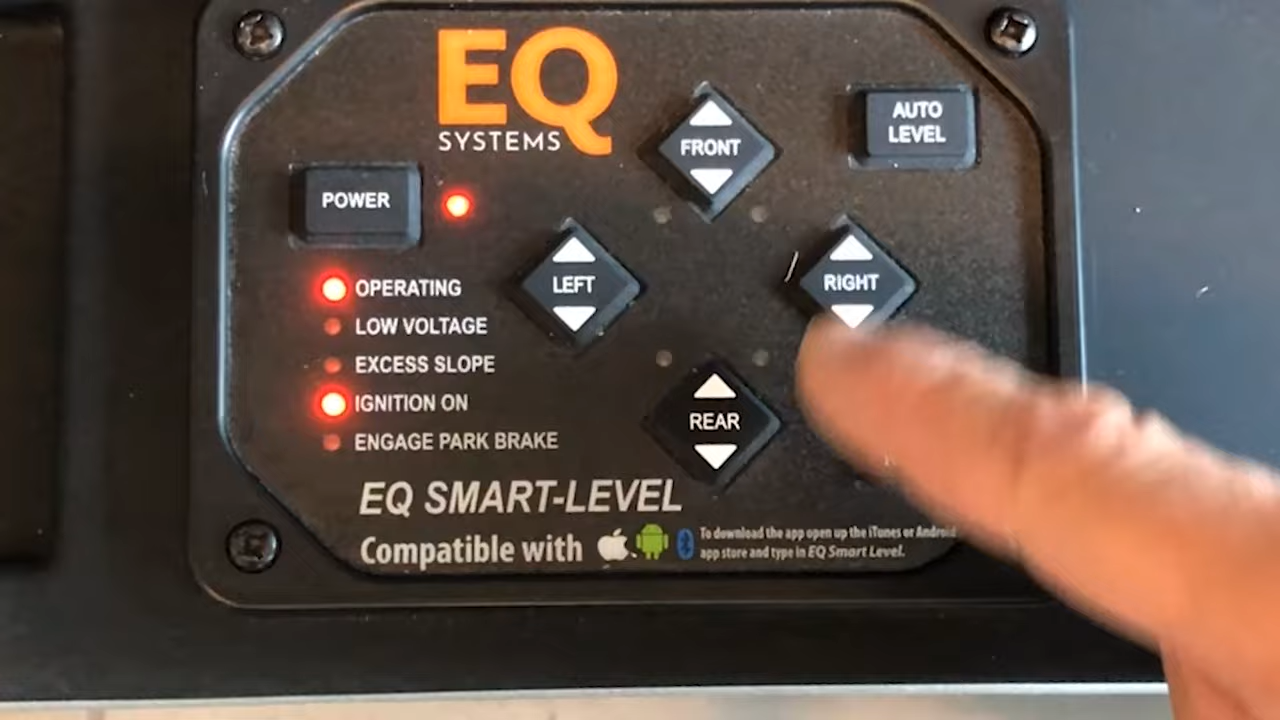 EQ
SYSTEMS
FRONT
AUTO
LEVEL
POWER
LEFT
RIGHT
OPERATING
LOW VOLTAGE
EXCESS SLOPE
IGNITION ON
ENGAGE PARK BRAKE
REAR
EQ SMART-LEVEL
Compatible with
To download the app open up the iTunes or Android
app store and type in EQ Smart Level.